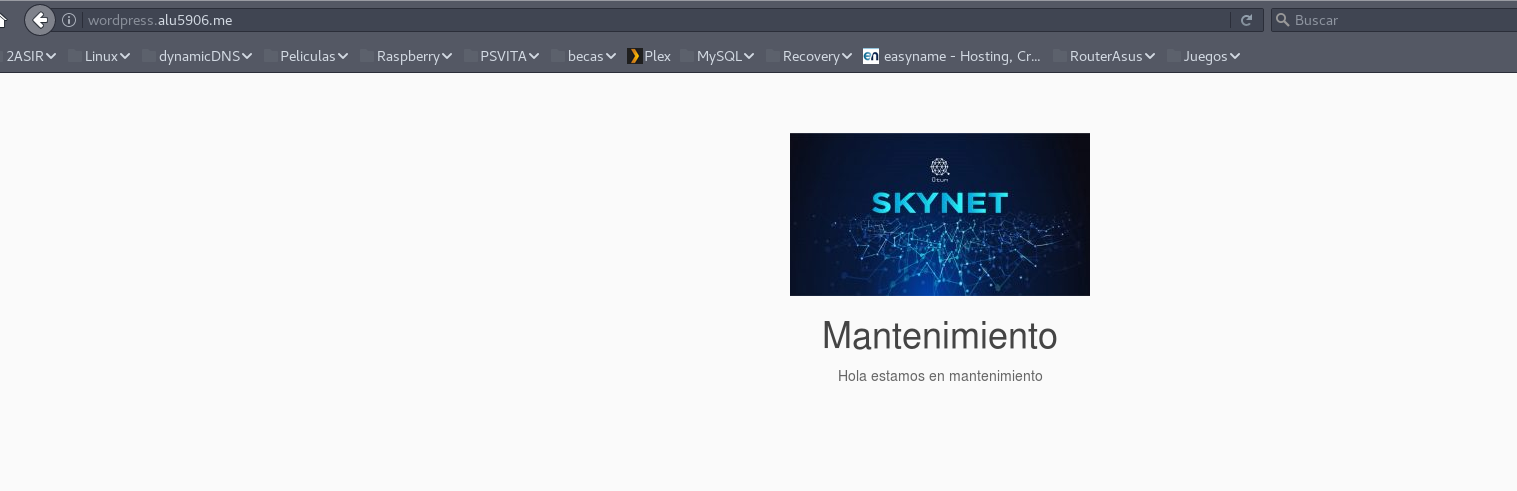 wordpress.alu5906.me
Buscar
2ASIR Linux dynamicDNS Peliculas Raspberry PSVITA becas Plex MySQL Recovery en easyname - Hosting, Cr... RouterAsus Juegos
Qtum
SKYNET
Mantenimiento
Hola estamos en mantenimiento